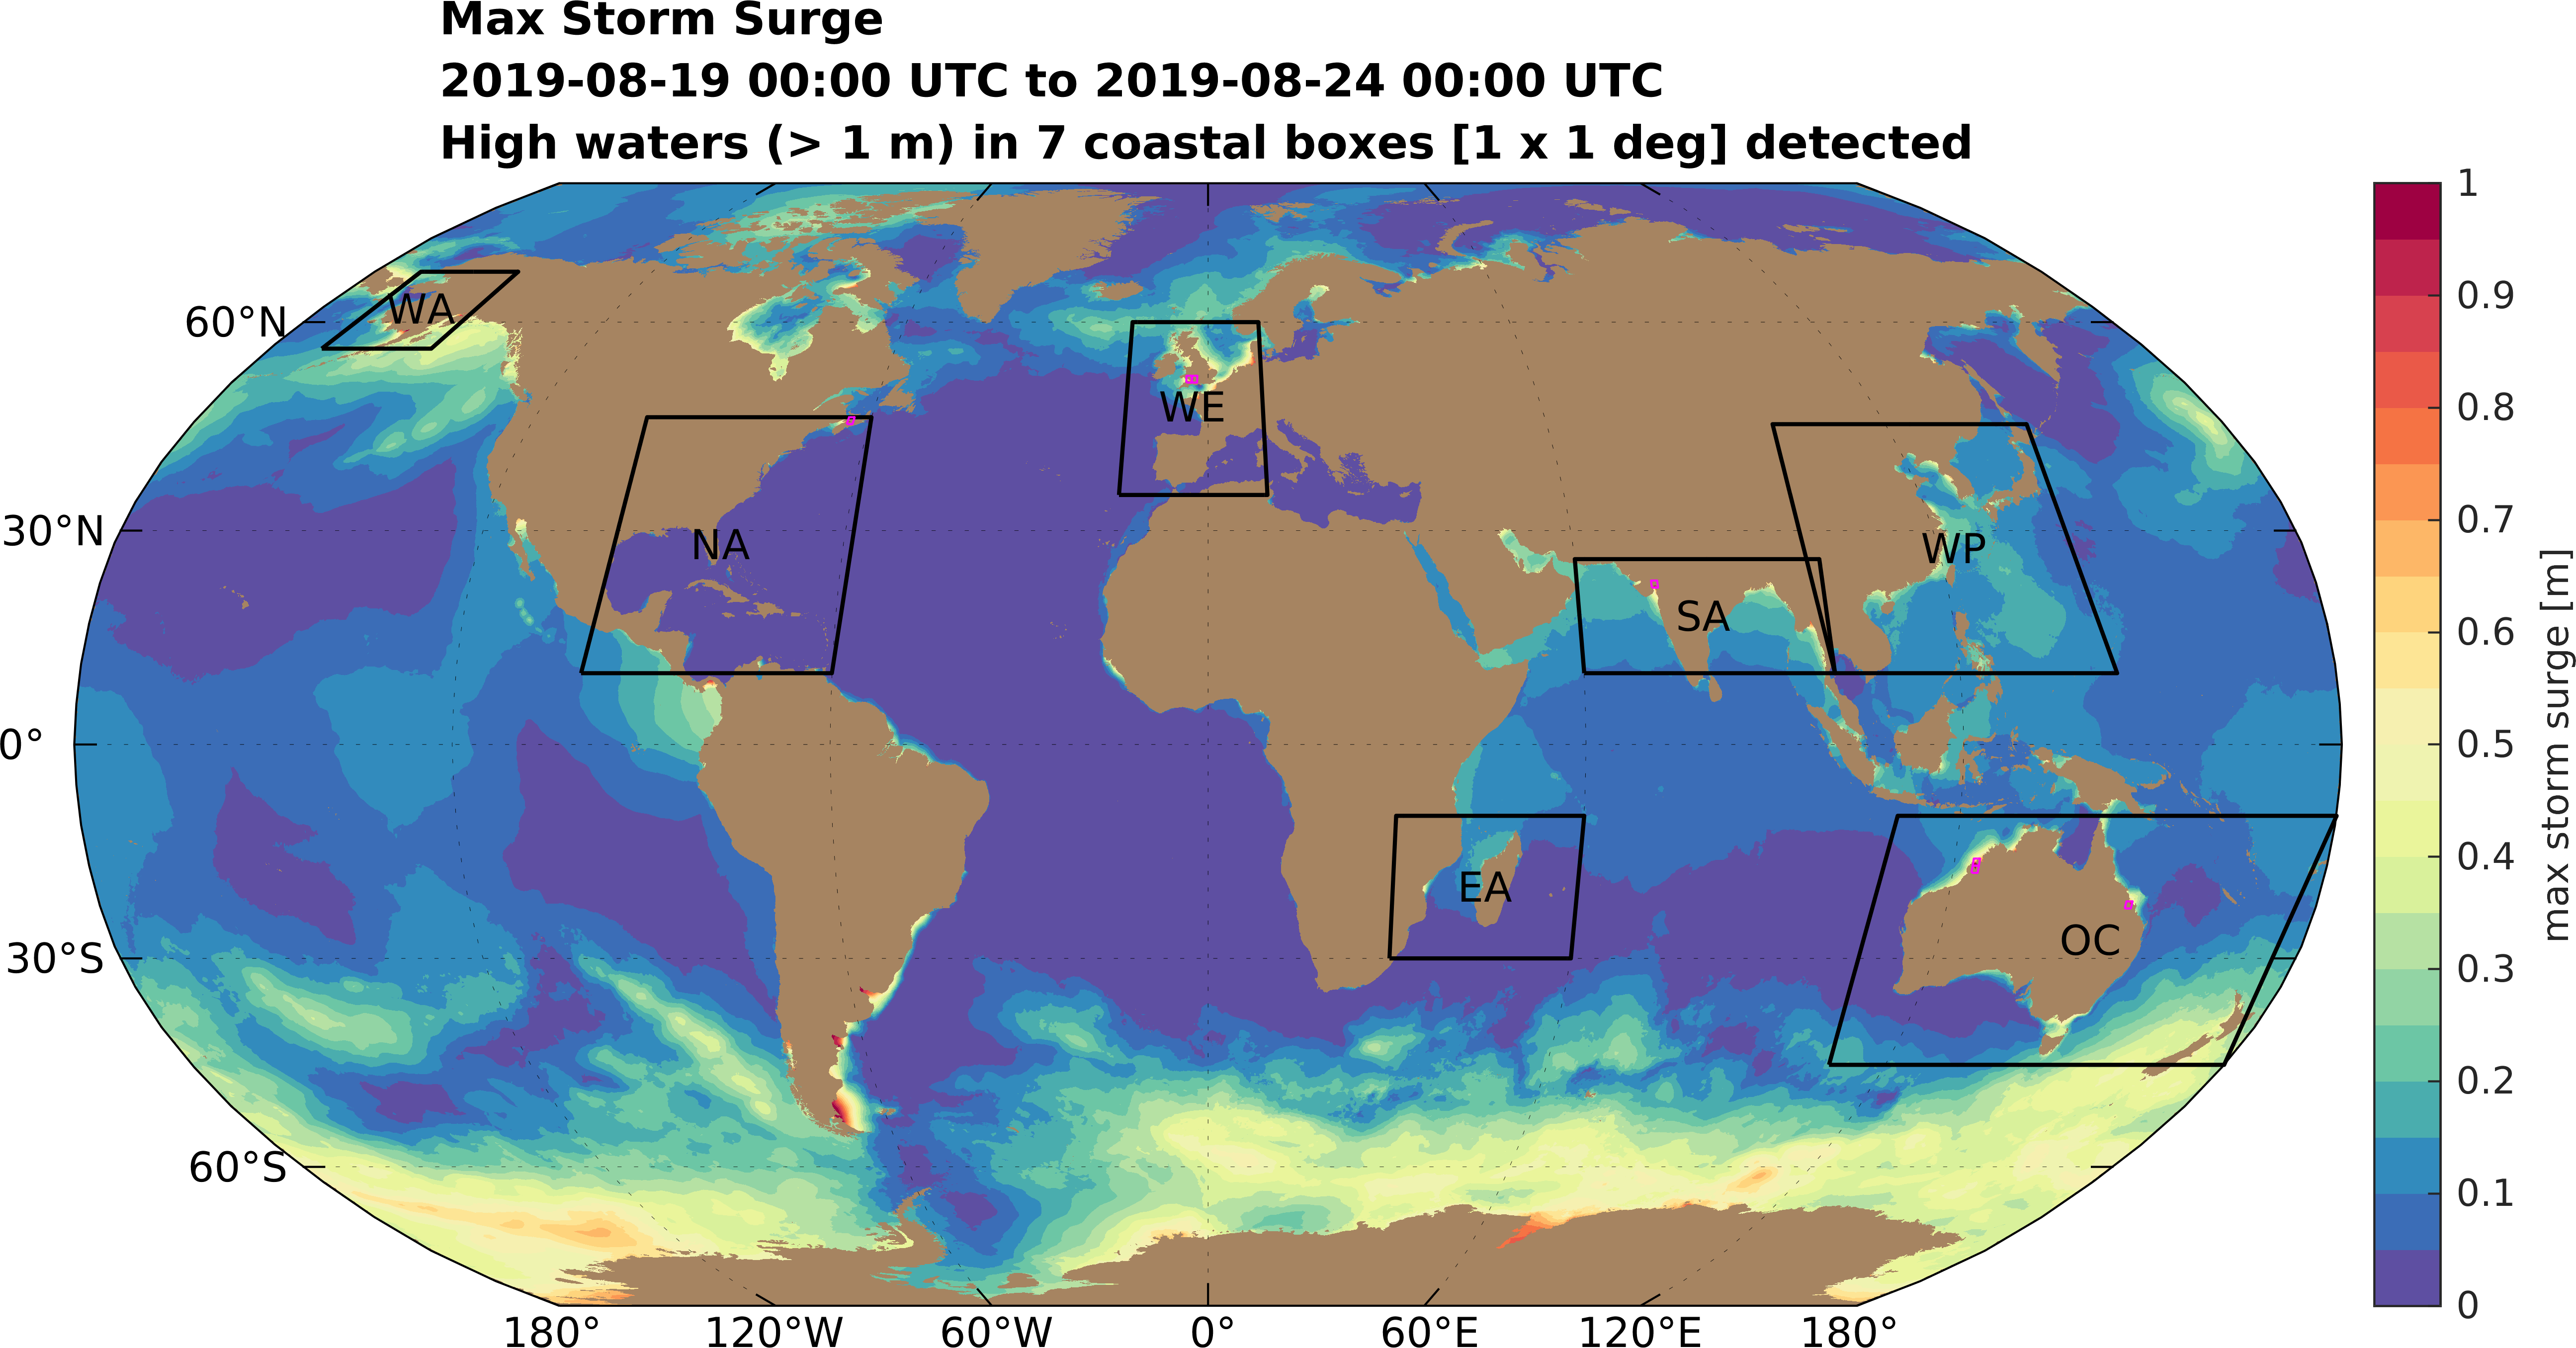 Max Storm Surge
2019-08-19 00:00 UTC to 2019-08-24 00:00 UTC
High waters (> 1 m) in 7 coastal boxes [1 x 1 deg] detected
60°N
30°N
0°
30°S
60°S
180°
120°W
60°W
0°
60°E
120°E
180°
WA
NA
WE
SA
WP
EA
OC
1
0.9
0.8
0.7
0.6
0.5
0.4
0.3
0.2
0.1
0
max storm surge [m]